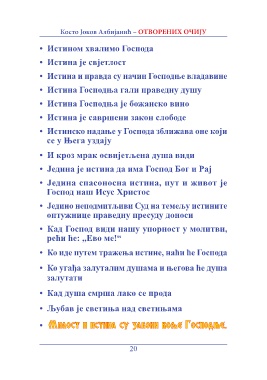 Косто Јоков Албијанић – ОТВОРЕНИХ ОЧИЈУ
• Истином хвалимо Господа
• Истина је свјетлост
• Истина и правда су начин Господње владавине
• Истина Господња гали праведну душу
• Истина Господња је божанско вино
• Истина је савршени закон слободе
• Истинско надање у Господа зближава оне који
се у Њега уздају
• И кроз мрак освијетљена душа види
• Једина је истина да има Господ Бог и Рај
• Једина спасоносна истина, пут и живот је
Господ наш Исус Христос
• Једино неподмитљиви Суд на темељу истините
оптужнице праведну пресуду доноси
• Кад Господ види нашу упорност у молитви,
рећи ће: „Ево ме!“
• Ко иде путем тражења истине, наћи ће Господа
• Ко угађа залуталим душама и његова ће душа
залутати
• Кад душа смрша лако се прода
• Љубав је светиња над светињама
• Милост и истина су закони воље Господње.
20